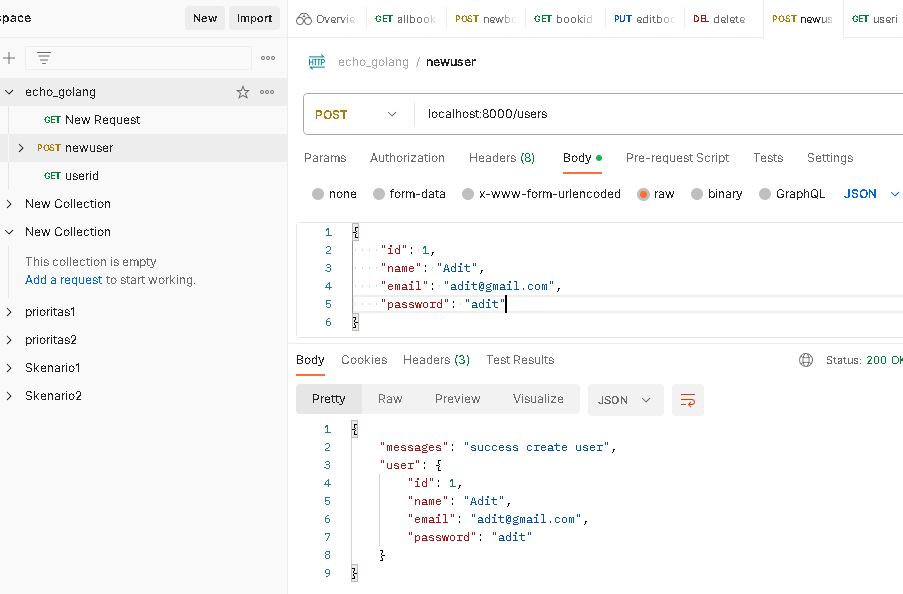 space
New
Import
Overvie
GET allbook
POST newbo
GET bookid
PUT editboo
DEL delete
POST newus
GET useri
echo_golang / newuser
echo_golang
GET New Request
POST newuser
GET userid
New Collection
New Collection
This collection is empty
Add a request to start working.
prioritas1
prioritas2
Skenario1
Skenario2
POST
localhost:8000/users
Params Authorization Headers (8) Body Pre-request Script Tests Settings
none form-data x-www-form-urlencoded raw binary GraphQL JSON
1 {
2 "id": 1,
3 "name": "Adit",
4 "email": "adit@gmail.com",
5 "password": "adit"
6 }
Body Cookies Headers (3) Test Results Status: 200 OK
Pretty Raw Preview Visualize JSON
1 {
2 "messages": "success create user",
3 "user": {
4 "id": 1,
5 "name": "Adit",
6 "email": "adit@gmail.com",
7 "password": "adit"
8 }
9 }